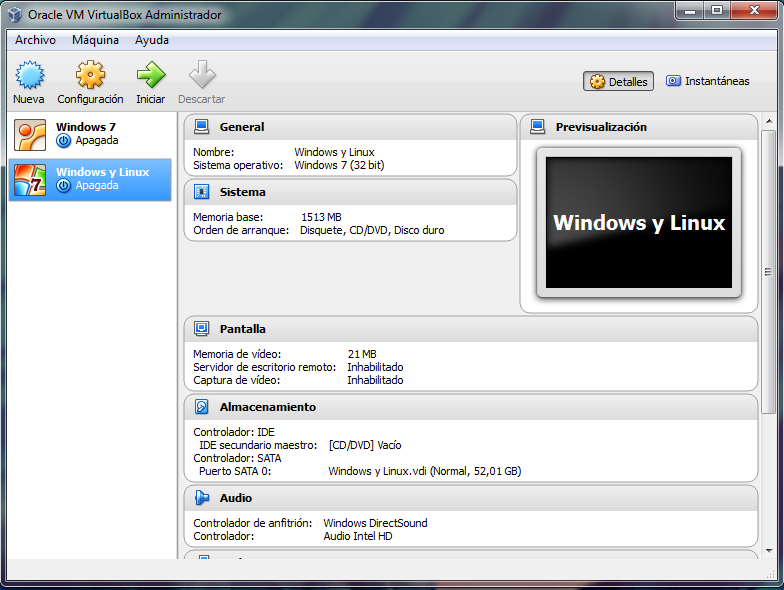 Oracle VM VirtualBox Administrador
Archivo Máquina Ayuda
Nueva Configuración Iniciar Descartar Detalles Instantáneas
Windows 7
Apagada
7
Windows y Linux
Apagada
General
Nombre: Windows y Linux
Sistema operativo: Windows 7 (32 bit)
Sistema
Memoria base: 1513 MB
Orden de arranque: Disquete, CD/DVD, Disco duro
Previsualización
Windows y Linux
Pantalla
Memoria de vídeo: 21 MB
Servidor de escritorio remoto: Inhabilitado
Captura de vídeo: Inhabilitado
Almacenamiento
Controlador: IDE
IDE secundario maestro: [CD/DVD] Vacío
Controlador: SATA
Puerto SATA 0: Windows y Linux.vdi (Normal, 52,01 GB)
Audio
Controlador de anfitrión: Windows DirectSound
Controlador: Audio Intel HD